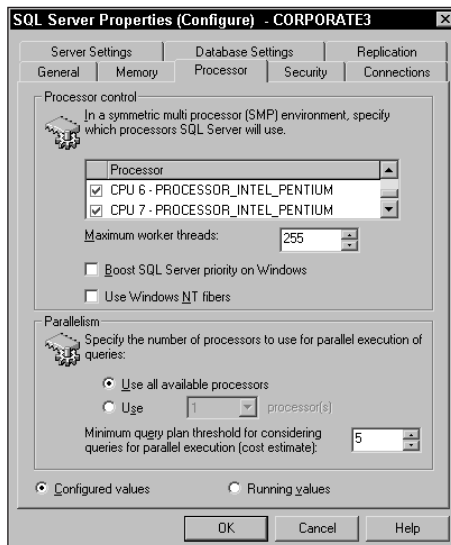 SQL Server Properties (Configure) - CORPORATE3
Server Settings Database Settings Replication
General Memory Processor Security Connections
Processor control
In a symmetric multi processor (SMP) environment, specify
which processors SQL Server will use.
Processor
CPU 6 - PROCESSOR_INTEL_PENTIUM
CPU 7 - PROCESSOR_INTEL_PENTIUM
Maximum worker threads: 255
Boost SQL Server priority on Windows
Use Windows NT fibers
Parallelism
Specify the number of processors to use for parallel execution of
queries:
Use all available processors
Use 1 processor(s)
Minimum query plan threshold for considering
queries for parallel execution (cost estimate): 5
Configured values Running values
OK Cancel Help